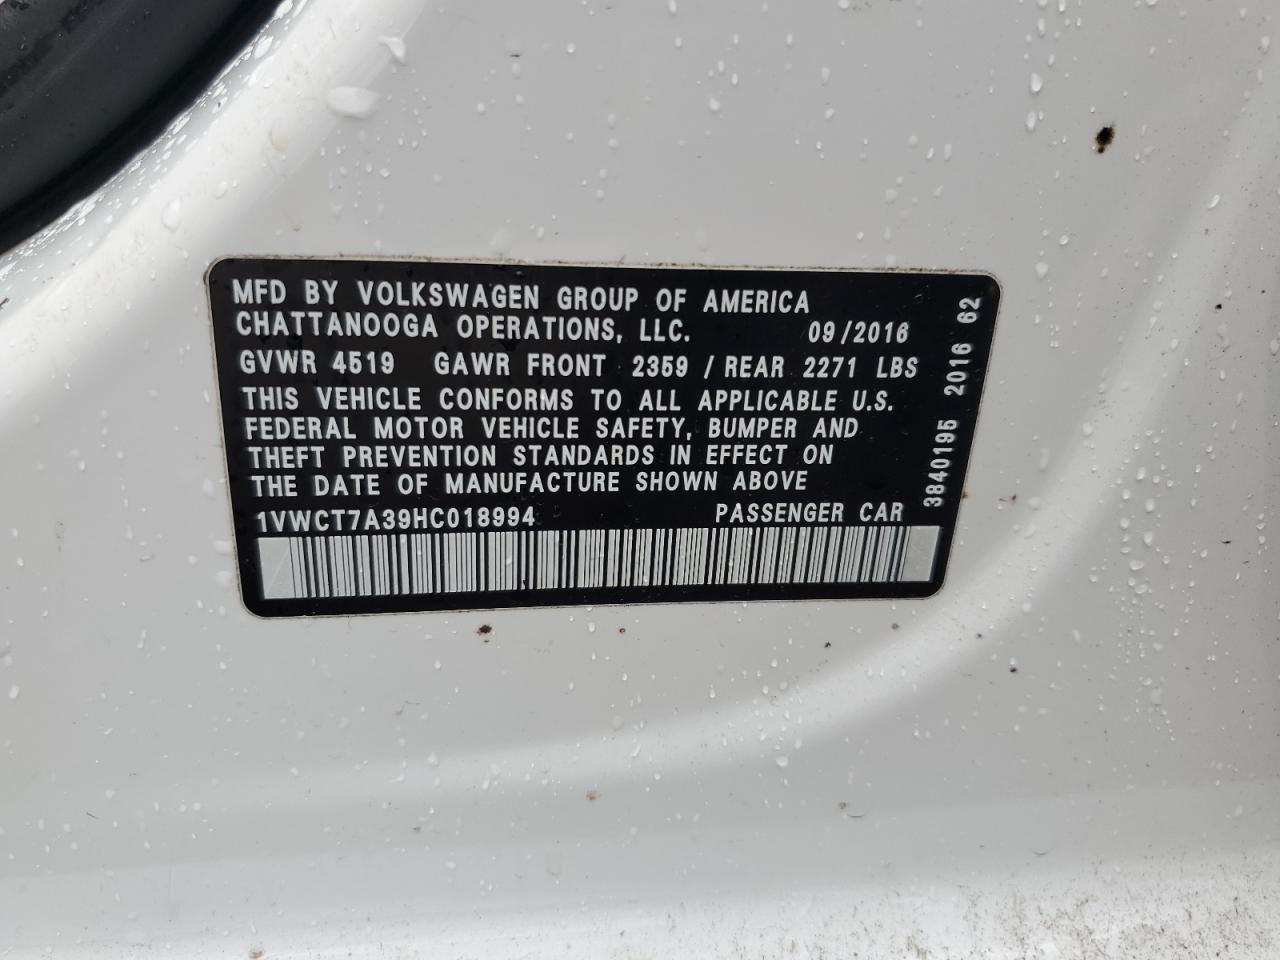 MFD BY VOLKSWAGEN GROUP OF AMERICA
CHATTANOOGA OPERATIONS, LLC. 09/2016
GVWR 4519 GAWR FRONT 2359 / REAR 2271 LBS
THIS VEHICLE CONFORMS TO ALL APPLICABLE U.S.
FEDERAL MOTOR VEHICLE SAFETY, BUMPER AND
THEFT PREVENTION STANDARDS IN EFFECT ON
THE DATE OF MANUFACTURE SHOWN ABOVE
1VWCT7A39HC018994 PASSENGER CAR
3840195 2016 62